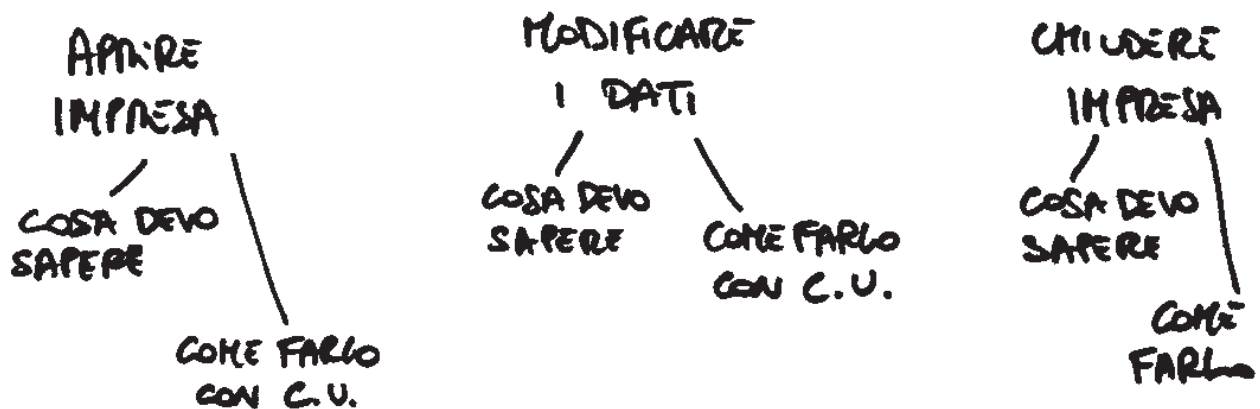 APRIRE
IMPRESA
COSA DEVO
SAPERE
COME FARLO
CON C.U.
MODIFICARE
I DATI
COSA DEVO
SAPERE
COME FARLO
CON C.U.
CHIUDERE
IMPRESA
COSA DEVO
SAPERE
COME
FARLO